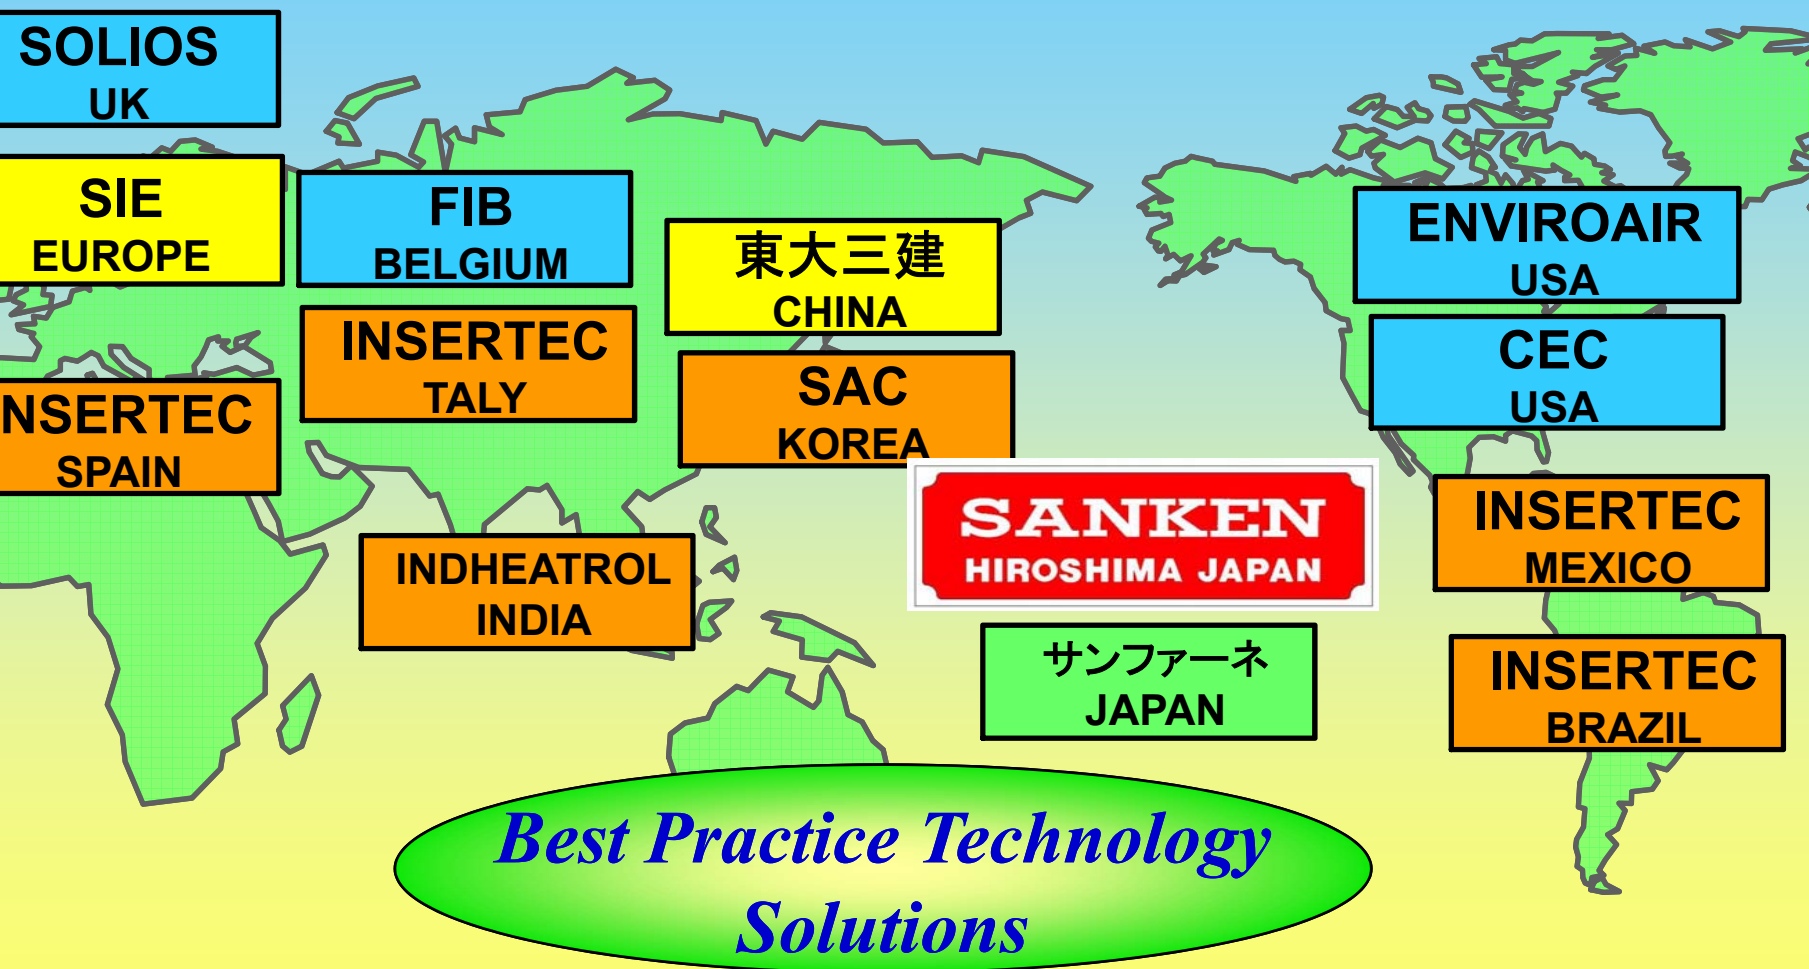 SOLIOS
UK
SIE
EUROPE
FIB
BELGIUM
東大三建
CHINA
ENVIROAIR
USA
INSERTEC
TALY
SAC
KOREA
CEC
USA
NSERTEC
SPAIN
INDHEATROL
INDIA
SANKEN
HIROSHIMA JAPAN
INSERTEC
MEXICO
サンファーネ
JAPAN
INSERTEC
BRAZIL
Best Practice Technology
Solutions